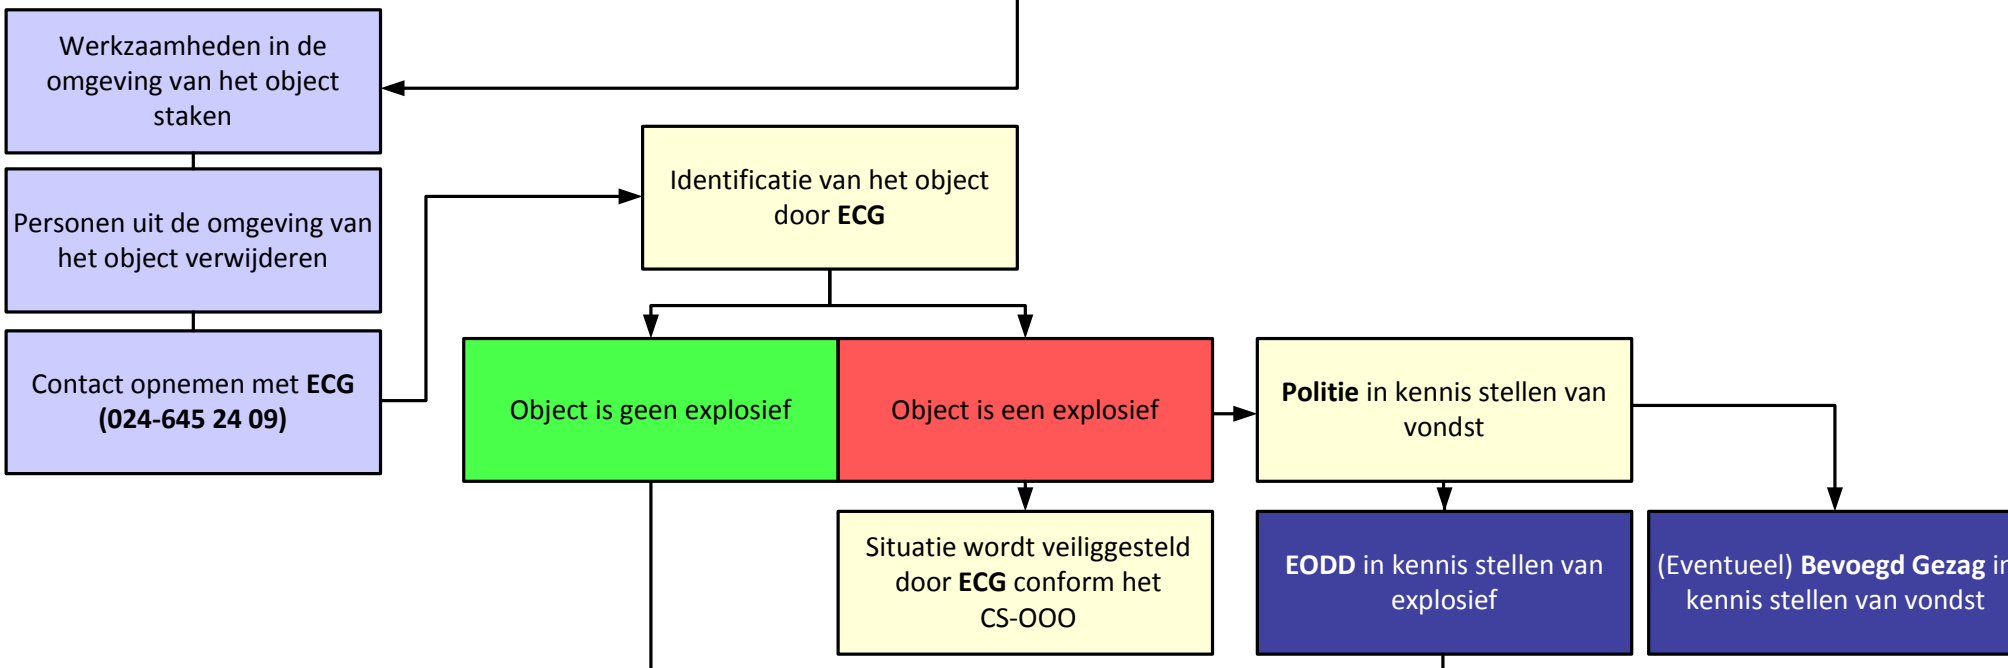 Werkzaamheden in de
omgeving van het object
staken
Personen uit de omgeving van
het object verwijderen
Contact opnemen met ECG
(024-645 24 09)
Identificatie van het object
door ECG
Object is geen explosief
Object is een explosief
Politie in kennis stellen van
vondst
Situatie wordt veiliggesteld
door ECG conform het
CS-OOO
EODD in kennis stellen van
explosief
(Eventueel) Bevoegd Gezag in
kennis stellen van vondst